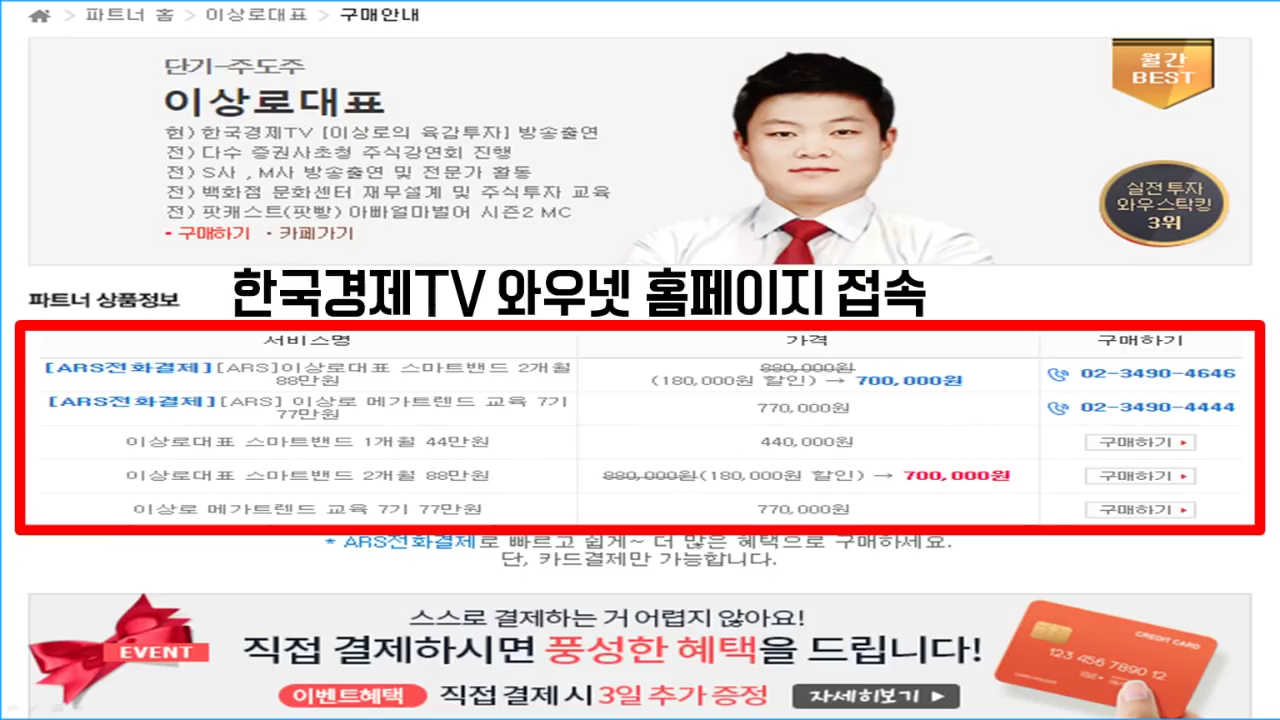 파트너 홈 > 이상로대표 > 구매안내
단기-주도주
이상로대표
현) 한국경제TV [이상로의 육감투자] 방송출연
전) 다수 증권사초청 주식강연회 진행
전) S사 , M사 방송출연 및 전문가 활동
전) 백화점 문화센터 재무설계 및 주식투자 교육
전) 팟캐스트(팟빵) 아빠얼마벌어 시즌2 MC
• 구매하기 • 카페가기
월간
BEST
실전투자
와우스탁킹
3위
파트너 상품정보
한국경제TV 와우넷 홈페이지 접속
서비스명 가격 구매하기
[ARS전화결제][ARS]이상로대표 스마트밴드 2개월
88만원
880,000원
(180,000원 할인) → 700,000원
02-3490-4646
[ARS전화결제][ARS] 이상로 메가트렌드 교육 7기
77만원
770,000원
02-3490-4444
이상로대표 스마트밴드 1개월 44만원 440,000원 구매하기
이상로대표 스마트밴드 2개월 88만원 880,000원(180,000원 할인) → 700,000원 구매하기
이상로 메가트렌드 교육 7기 77만원 770,000원 구매하기
* ARS전화결제로 빠르고 쉽게~ 더 많은 혜택으로 구매하세요.
단, 카드결제만 가능합니다.
EVENT
스스로 결제하는 거 어렵지 않아요!
직접 결제하시면 풍성한 혜택을 드립니다!
이벤트혜택 직접 결제 시 3일 추가 증정 자세히보기 ▶
CREDIT CARD
123 456 7890 12